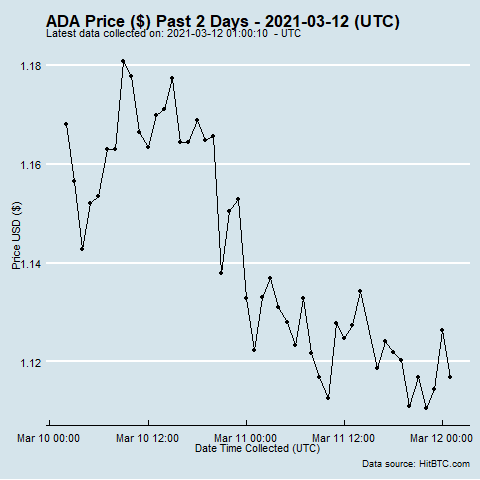 ADA Price ($) Past 2 Days - 2021-03-12 (UTC)
Latest data collected on: 2021-03-12 01:00:10 - UTC
1.18
1.16
1.14
1.12
Price USD ($)
Mar 10 00:00 Mar 10 12:00 Mar 11 00:00 Mar 11 12:00 Mar 12 00:00
Date Time Collected (UTC)
Data source: HitBTC.com